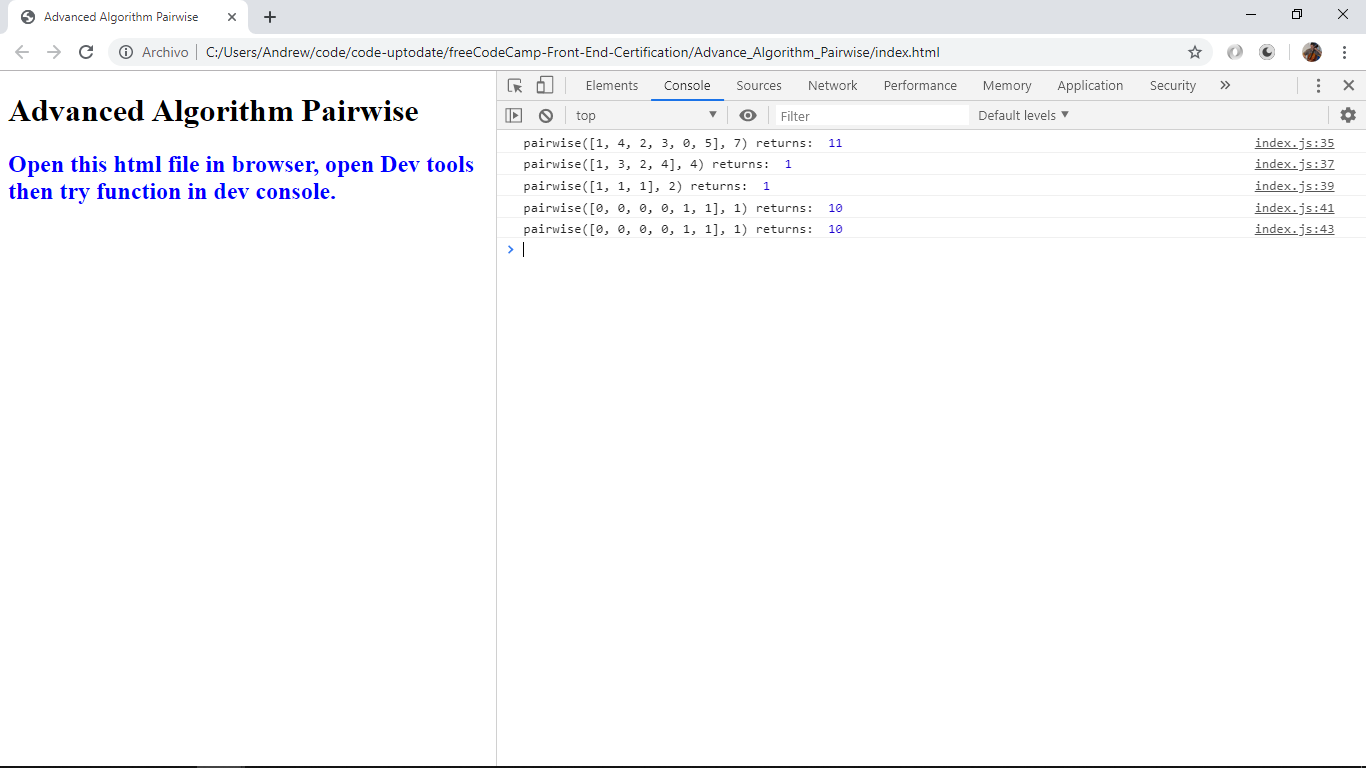 Advanced Algorithm Pairwise
Archivo C:/Users/Andrew/code/code-uptodate/freeCodeCamp-Front-End-Certification/Advance_Algorithm_Pairwise/index.html
Advanced Algorithm Pairwise
Open this html file in browser, open Dev tools
then try function in dev console.
Elements Console Sources Network Performance Memory Application Security
top Filter Default levels
pairwise([1, 4, 2, 3, 0, 5], 7) returns: 11 index.js:35
pairwise([1, 3, 2, 4], 4) returns: 1 index.js:37
pairwise([1, 1, 1], 2) returns: 1 index.js:39
pairwise([0, 0, 0, 0, 1, 1], 1) returns: 10 index.js:41
pairwise([0, 0, 0, 0, 1, 1], 1) returns: 10 index.js:43